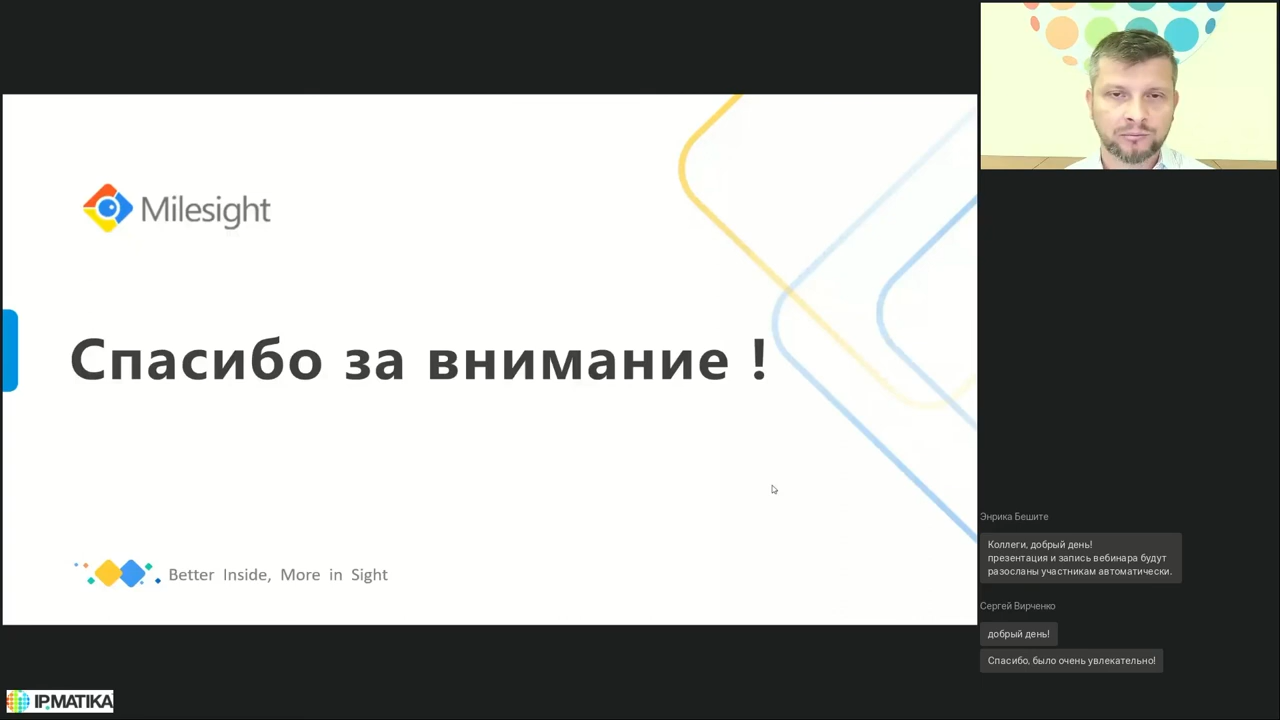 Milesight
Спасибо за внимание !
Better Inside, More in Sight
Энрика Бешите
Коллеги, добрый день!
презентация и запись вебинара будут
разосланы участникам автоматически.
Сергей Вирченко
добрый день!
Спасибо, было очень увлекательно!
IPMATIKA